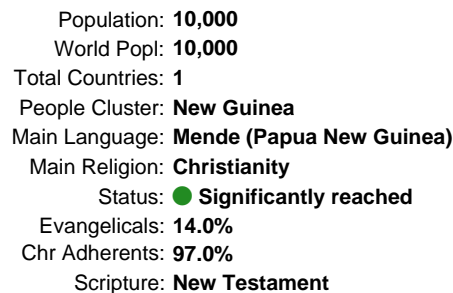 Population: 10,000
World Popl: 10,000
Total Countries: 1
People Cluster: New Guinea
Main Language: Mende (Papua New Guinea)
Main Religion: Christianity
Status: Significantly reached
Evangelicals: 14.0%
Chr Adherents: 97.0%
Scripture: New Testament